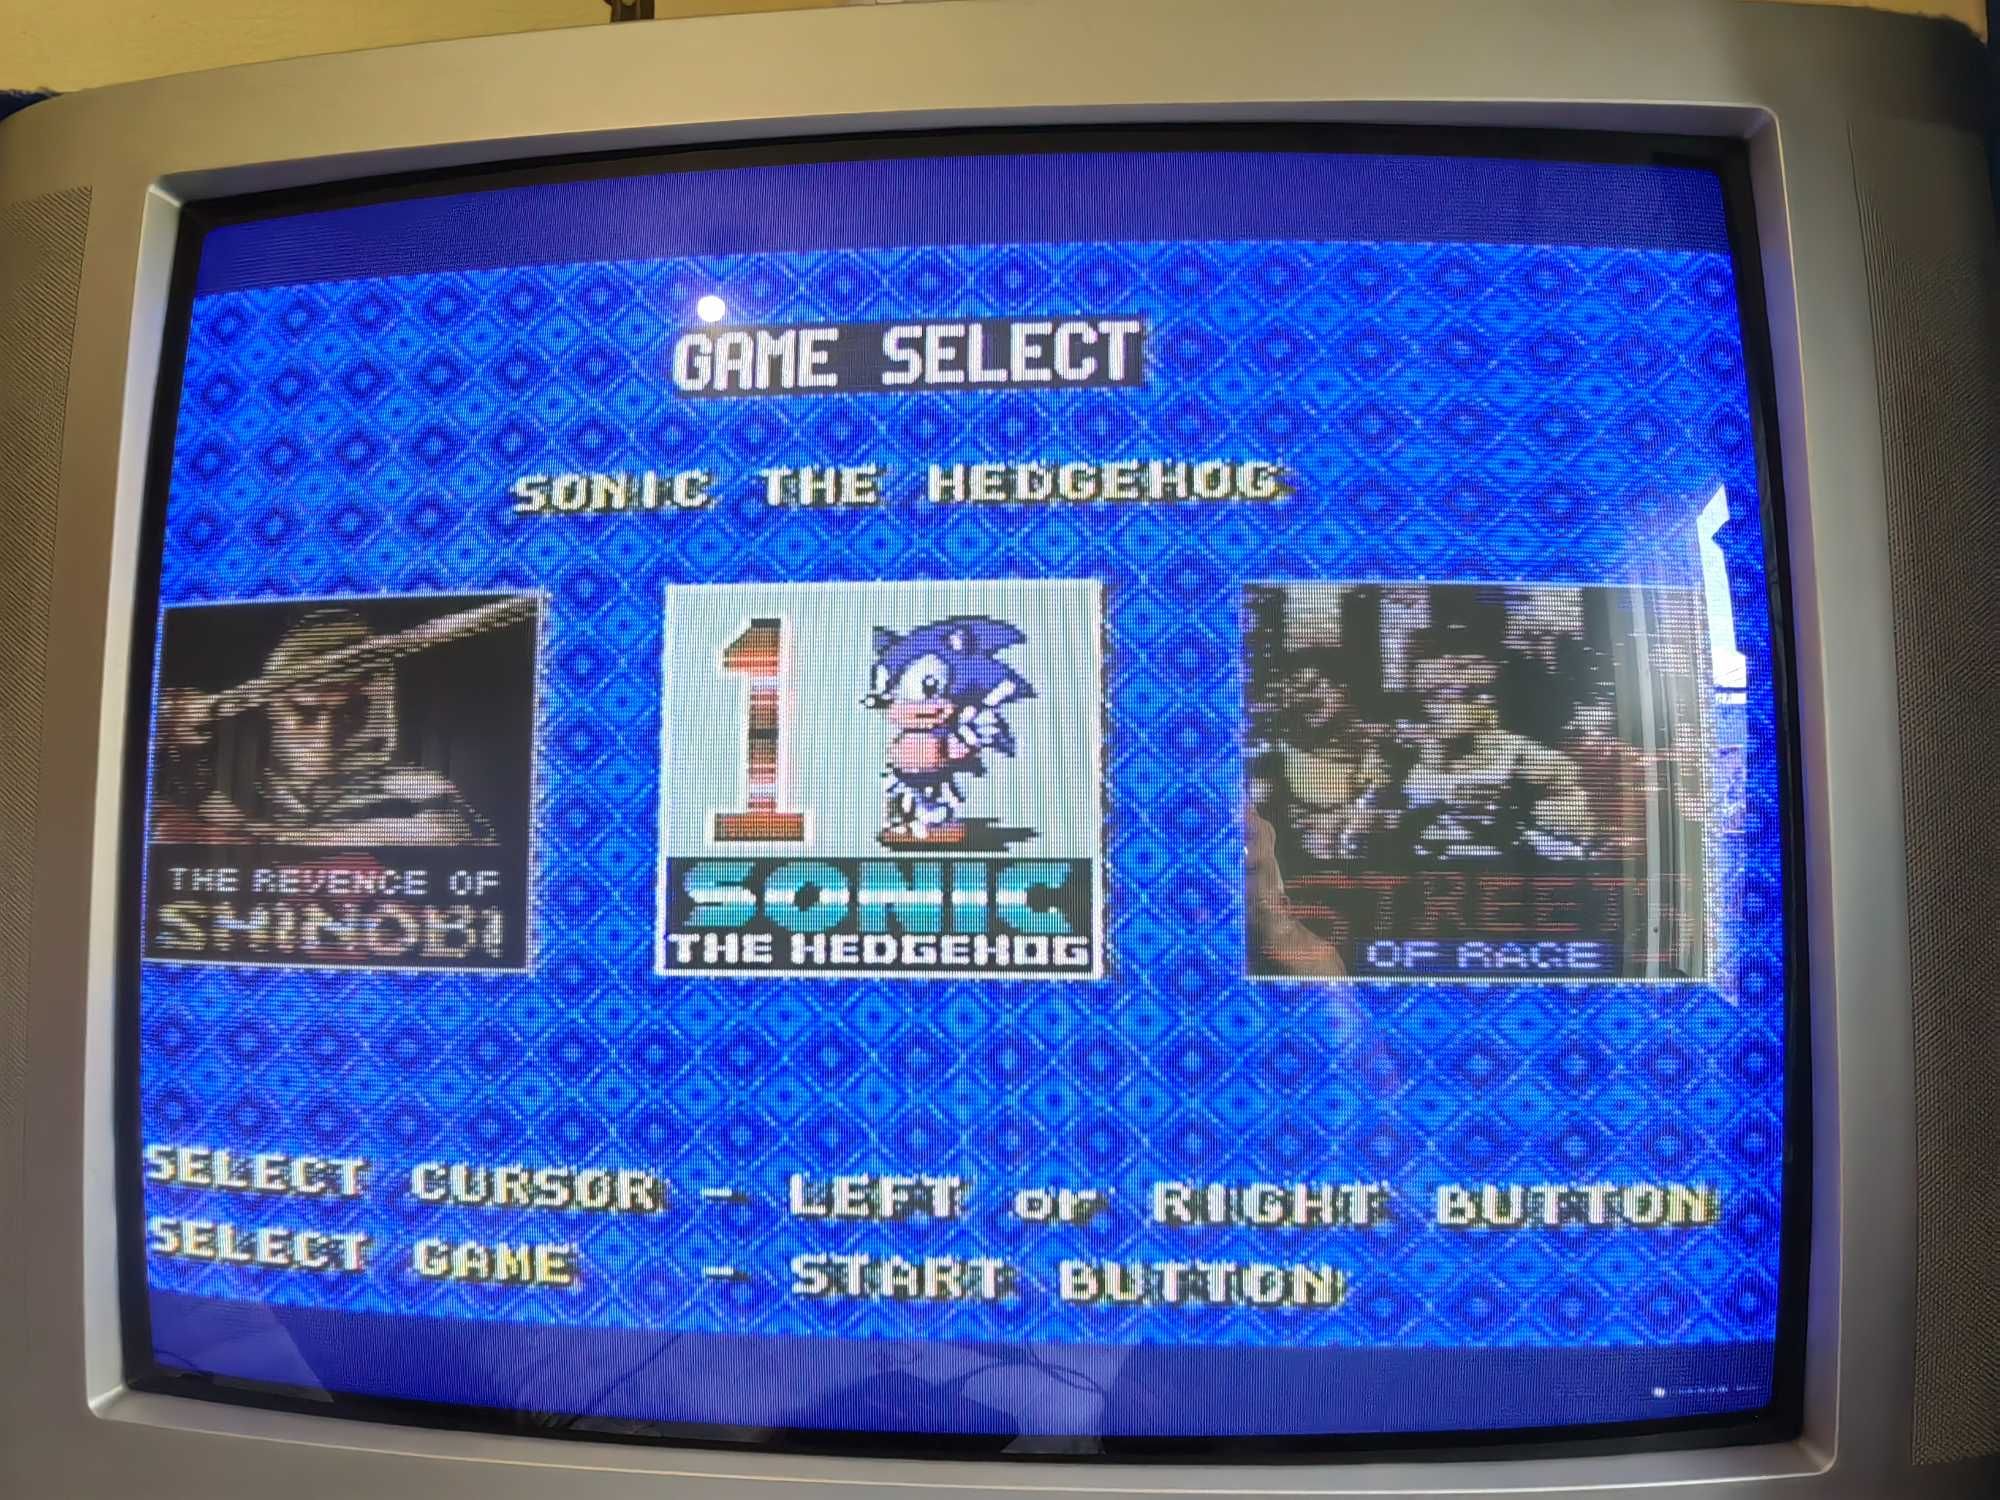 GAME SELECT
SONIC THE HEDGEHOG
THE REVENGE OF
SHINOBI
1
SONIC
THE HEDGEHOG
STREETS
OF RAGE
SELECT CURSOR - LEFT or RIGHT BUTTON
SELECT GAME - START BUTTON